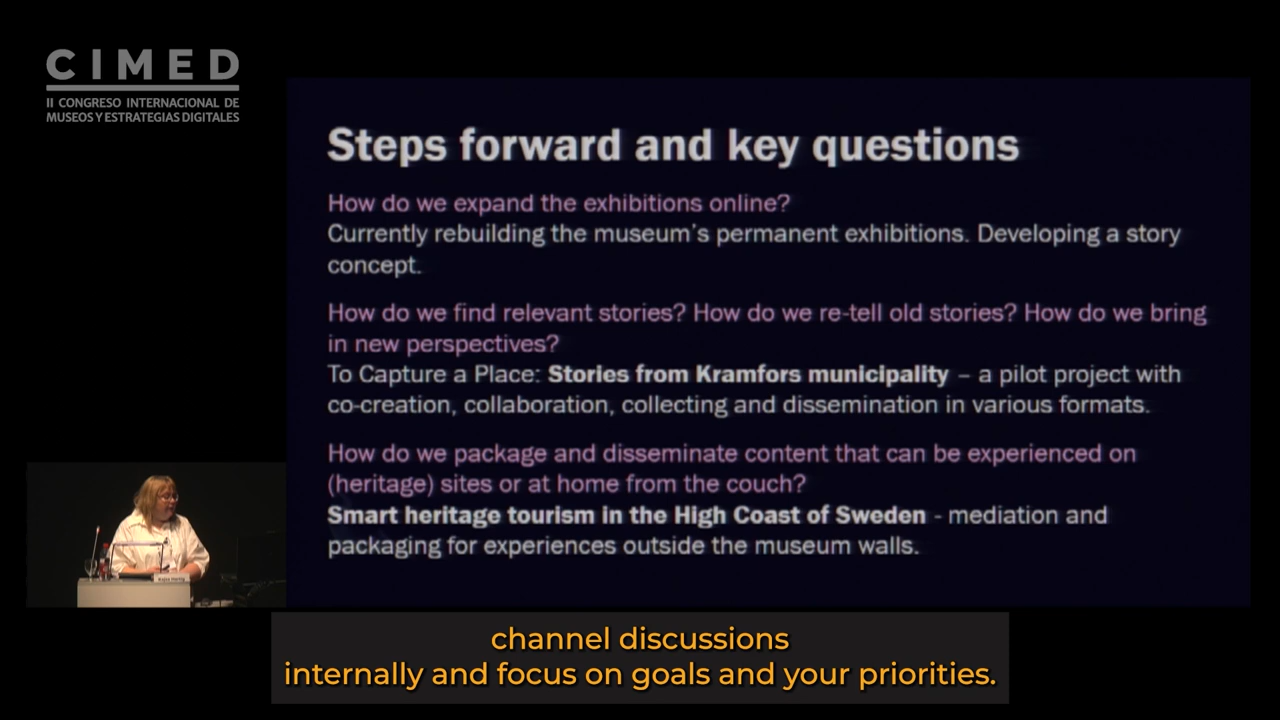 CIMED
II CONGRESO INTERNACIONAL DE
MUSEOS Y ESTRATEGIAS DIGITALES
Steps forward and key questions
How do we expand the exhibitions online?
Currently rebuilding the museum's permanent exhibitions. Developing a story
concept.
How do we find relevant stories? How do we re-tell old stories? How do we bring
in new perspectives?
To Capture a Place: Stories from Kramfors municipality – a pilot project with
co-creation, collaboration, collecting and dissemination in various formats.
How do we package and disseminate content that can be experienced on
(heritage) sites or at home from the couch?
Smart heritage tourism in the High Coast of Sweden - mediation and
packaging for experiences outside the museum walls.
channel discussions
internally and focus on goals and your priorities.